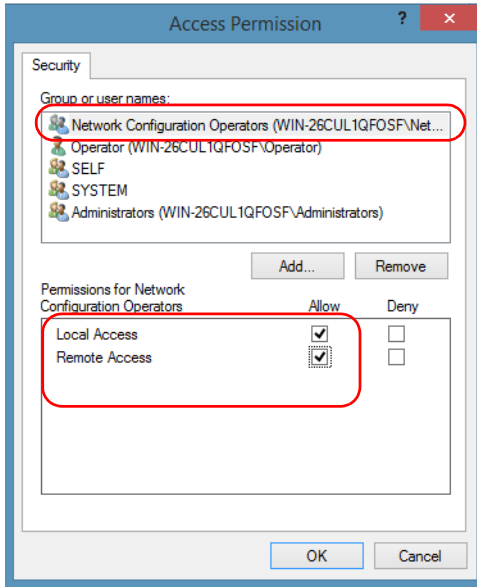 Access Permission
?
Security
Group or user names:
Network Configuration Operators (WIN-26CUL1QFOSF\Net...
Operator (WIN-26CUL1QFOSF\Operator)
SELF
SYSTEM
Administrators (WIN-26CUL1QFOSF\Administrators)
Add... Remove
Permissions for Network
Configuration Operators Allow Deny
Local Access
Remote Access
OK Cancel